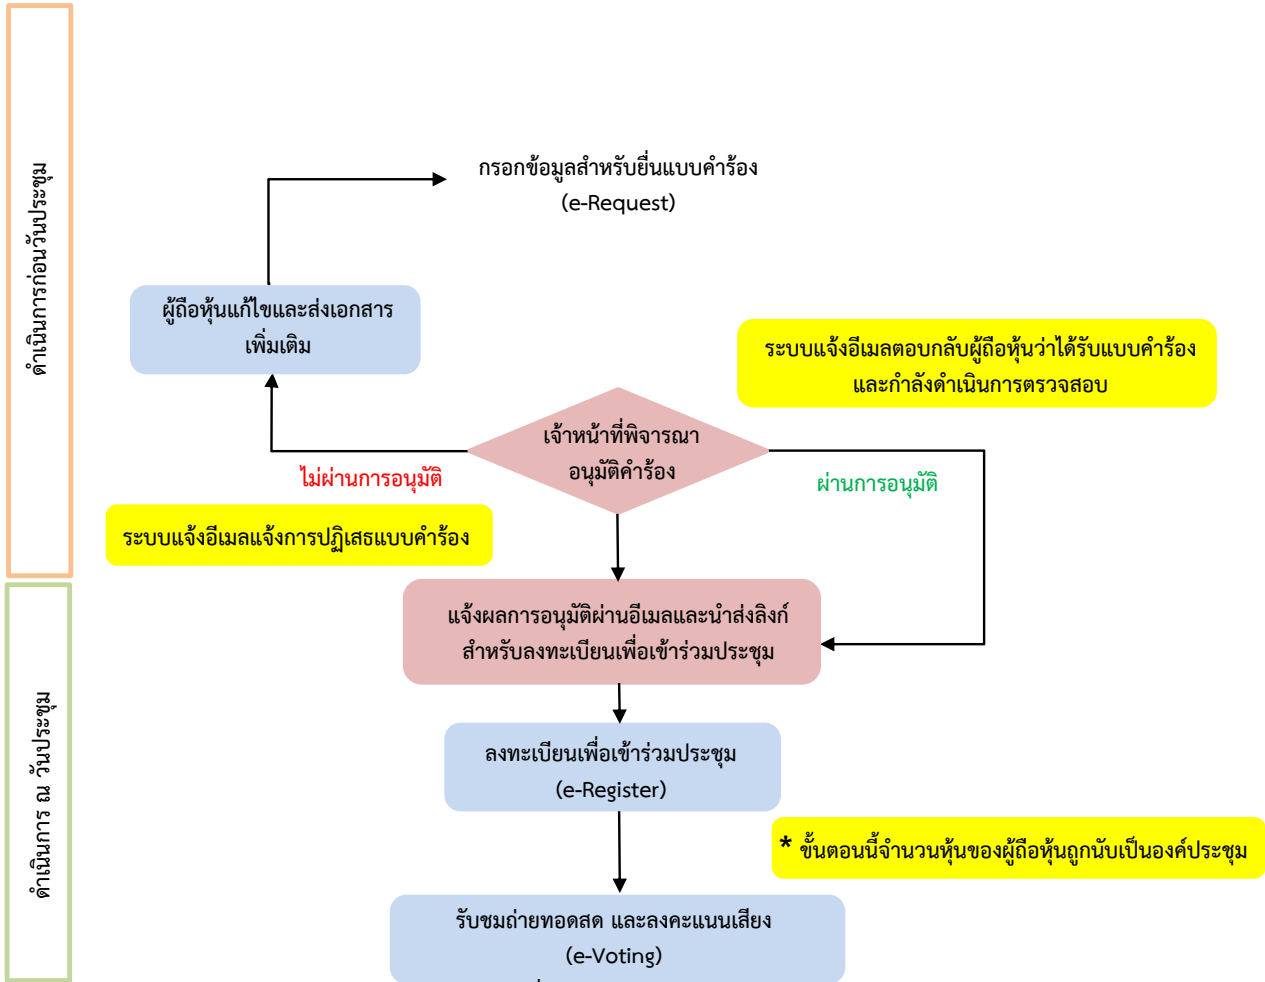 ดำเนินการก่อนวันประชุม
กรอกข้อมูลสำหรับยื่นแบบคำร้อง
(e-Request)
ผู้ถือหุ้นแก้ไขและส่งเอกสาร
เพิ่มเติม
ระบบแจ้งอีเมลตอบกลับผู้ถือหุ้นว่าได้รับแบบคำร้อง
และกำลังดำเนินการตรวจสอบ
เจ้าหน้าที่พิจารณา
อนุมัติคำร้อง
ไม่ผ่านการอนุมัติ
ผ่านการอนุมัติ
ระบบแจ้งอีเมลแจ้งการปฏิเสธแบบคำร้อง
ดำเนินการ ณ วันประชุม
แจ้งผลการอนุมัติผ่านอีเมลและนำส่งลิงก์
สำหรับลงทะเบียนเพื่อเข้าร่วมประชุม
ลงทะเบียนเพื่อเข้าร่วมประชุม
(e-Register)
* ขั้นตอนนี้จำนวนหุ้นของผู้ถือหุ้นถูกนับเป็นองค์ประชุม
รับชมถ่ายทอดสด และลงคะแนนเสียง
(e-Voting)